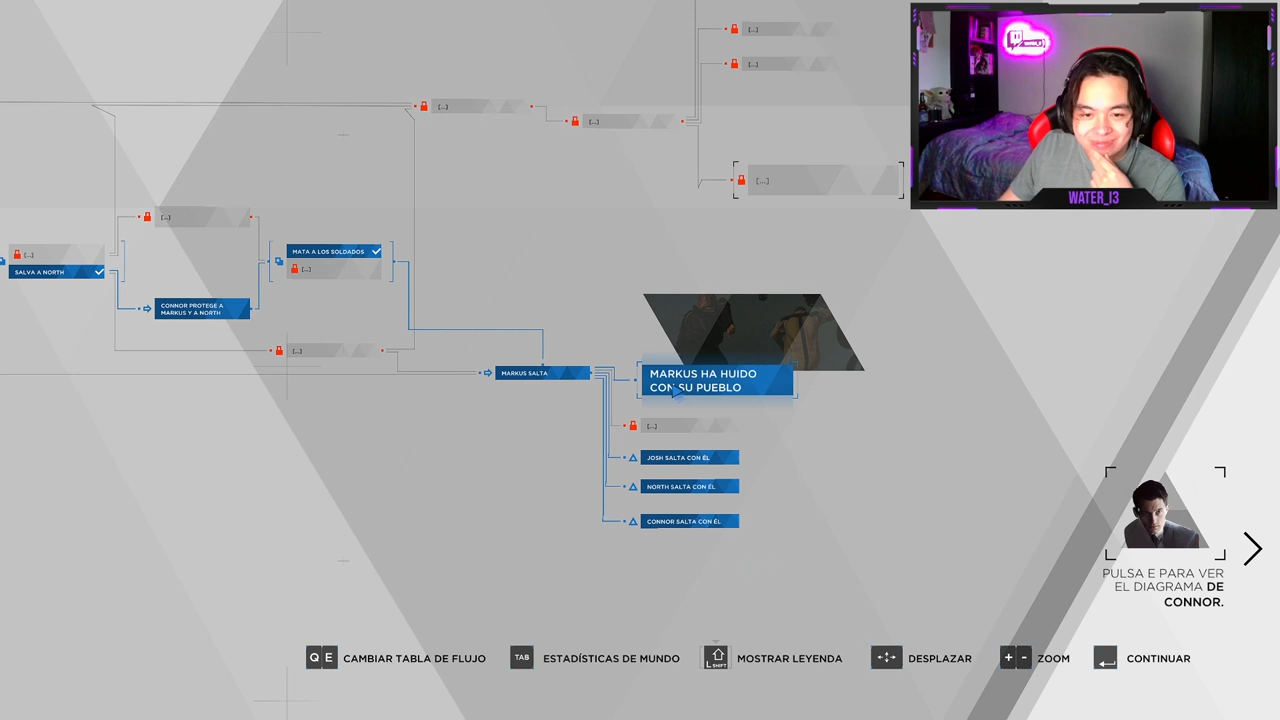 [...]
[...]
[...]
[...]
[...]
WATER_I3
[...]
[...]
SALVA A NORTH
MATA A LOS SOLDADOS
[...]
CONNOR PROTEGE A
MARKUS Y A NORTH
[...]
MARKUS SALTA
MARKUS HA HUIDO
CON SU PUEBLO
[...]
JOSH SALTA CON ÉL
NORTH SALTA CON ÉL
CONNOR SALTA CON ÉL
PULSA E PARA VER
EL DIAGRAMA DE
CONNOR.
Q E CAMBIAR TABLA DE FLUJO
TAB ESTADÍSTICAS DE MUNDO
L SHIFT MOSTRAR LEYENDA
DESPLAZAR
+ - ZOOM
CONTINUAR